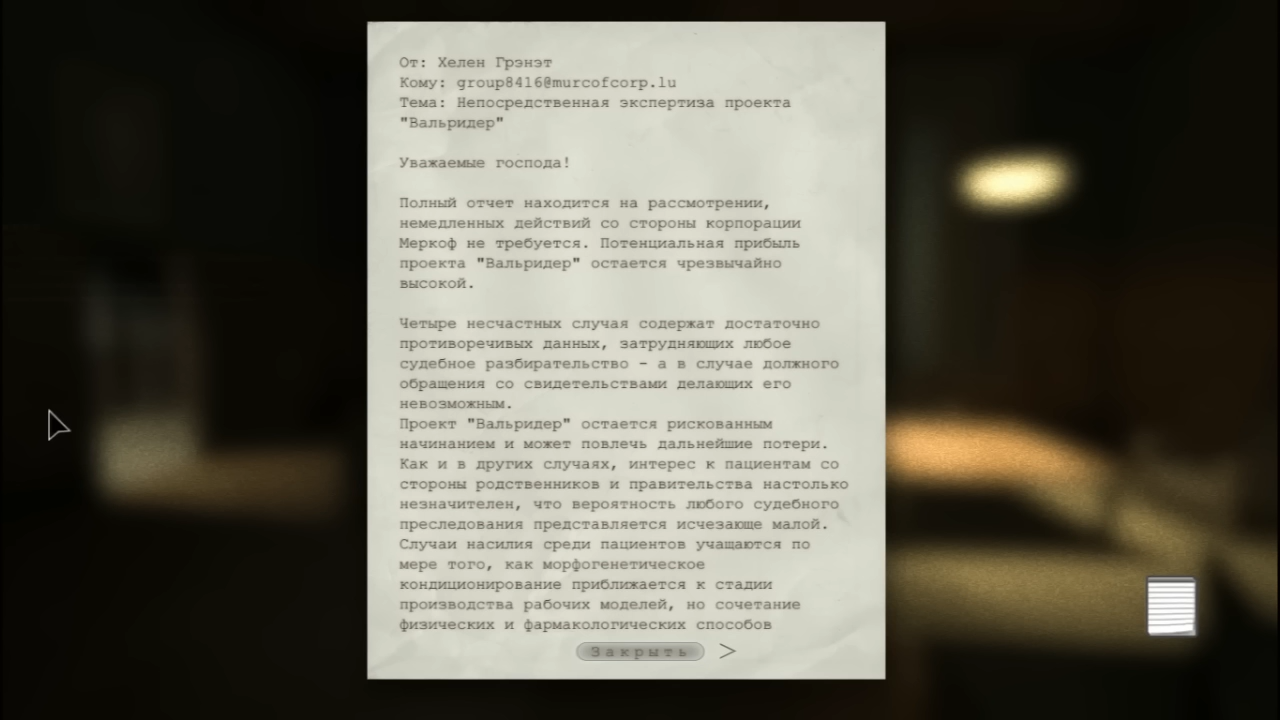 От: Хелен Грэнэт
Кому: group8416@murcofcorp.lu
Тема: Непосредственная экспертиза проекта
"Вальридер"
Уважаемые господа!
Полный отчет находится на рассмотрении,
немедленных действий со стороны корпорации
Меркоф не требуется. Потенциальная прибыль
проекта "Вальридер" остается чрезвычайно
высокой.
Четыре несчастных случая содержат достаточно
противоречивых данных, затрудняющих любое
судебное разбирательство - а в случае должного
обращения со свидетельствами делающих его
невозможным.
Проект "Вальридер" остается рискованным
начинанием и может повлечь дальнейшие потери.
Как и в других случаях, интерес к пациентам со
стороны родственников и правительства настолько
незначителен, что вероятность любого судебного
преследования представляется исчезающе малой.
Случаи насилия среди пациентов учащаются по
мере того, как морфогенетическое
кондиционирование приближается к стадии
производства рабочих моделей, но сочетание
физических и фармакологических способов
Закрыть >